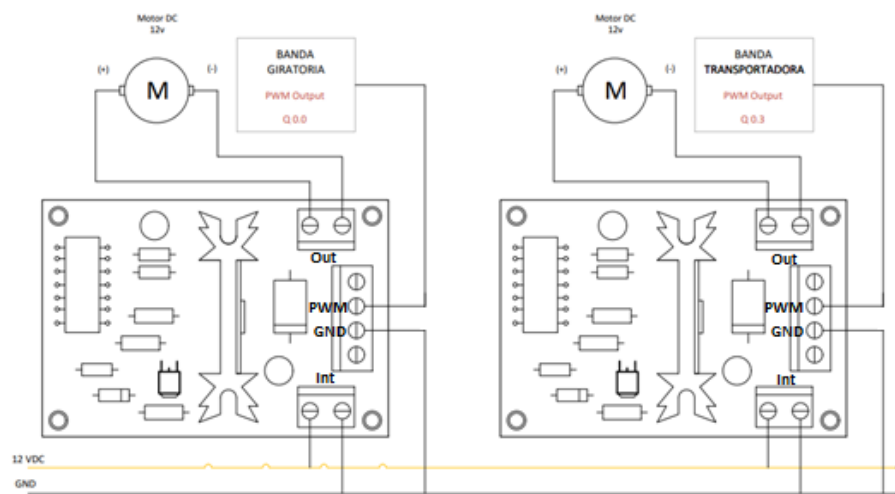 Motor DC
12v
(+)
M
(-)
BANDA
GIRATORIA
PWM Output
Q 0.0
Out
PWM
GND
Int
Motor DC
12v
(+)
M
(-)
BANDA
TRANSPORTADORA
PWM Output
Q 0.3
Out
PWM
GND
Int
12 VDC
GND